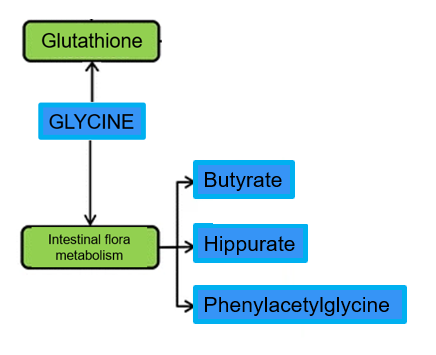 Glutathione
GLYCINE
Butyrate
Intestinal flora
metabolism
Hippurate
Phenylacetylglycine